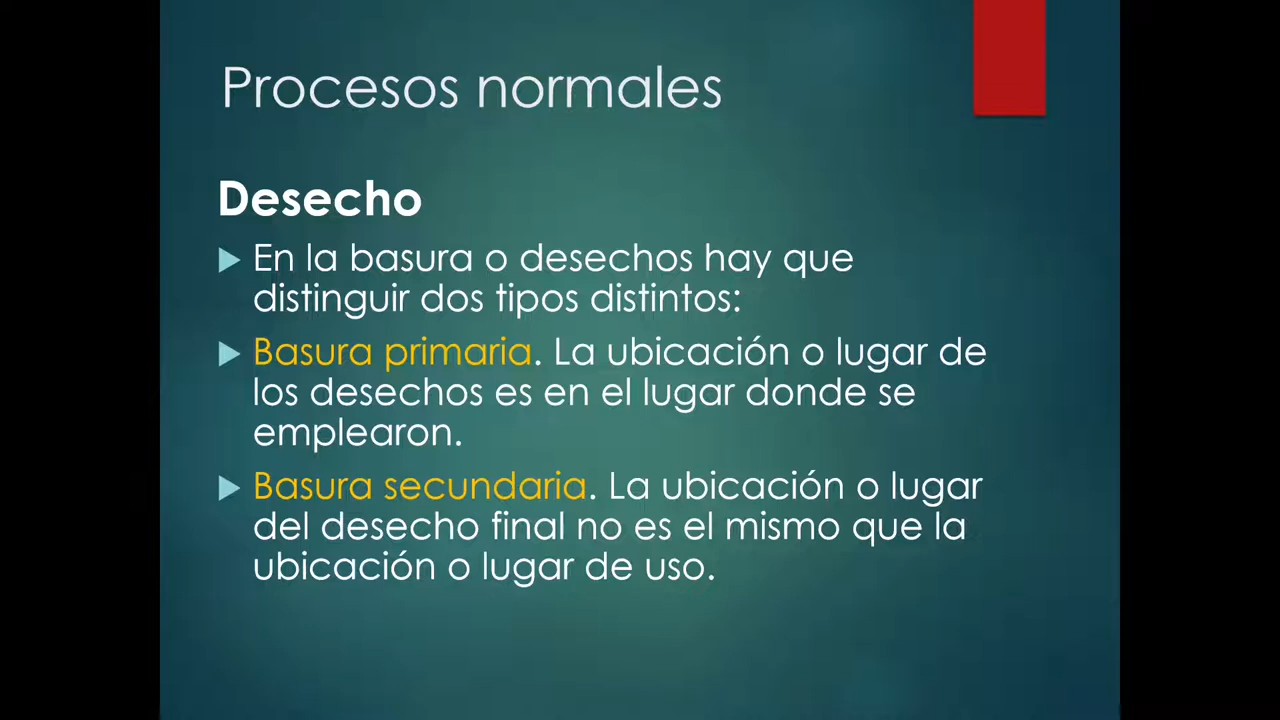 Procesos normales
Desecho
En la basura o desechos hay que
distinguir dos tipos distintos:
Basura primaria. La ubicación o lugar de
los desechos es en el lugar donde se
emplearon.
Basura secundaria. La ubicación o lugar
del desecho final no es el mismo que la
ubicación o lugar de uso.